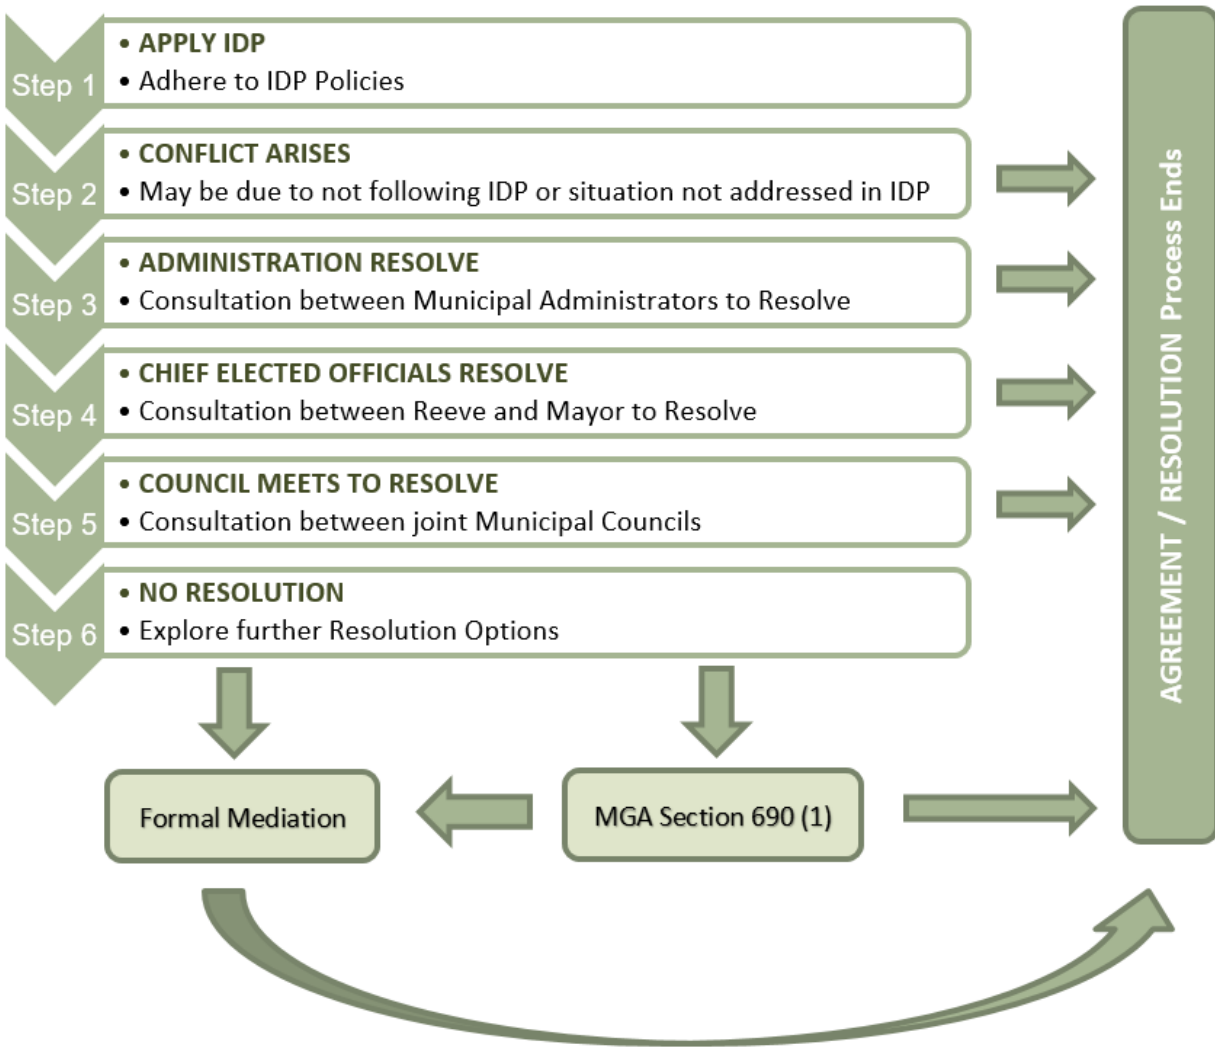 Step 1
• APPLY IDP
• Adhere to IDP Policies
Step 2
• CONFLICT ARISES
• May be due to not following IDP or situation not addressed in IDP
Step 3
• ADMINISTRATION RESOLVE
• Consultation between Municipal Administrators to Resolve
Step 4
• CHIEF ELECTED OFFICIALS RESOLVE
• Consultation between Reeve and Mayor to Resolve
Step 5
• COUNCIL MEETS TO RESOLVE
• Consultation between joint Municipal Councils
Step 6
• NO RESOLUTION
• Explore further Resolution Options
Formal Mediation
MGA Section 690 (1)
AGREEMENT / RESOLUTION Process Ends